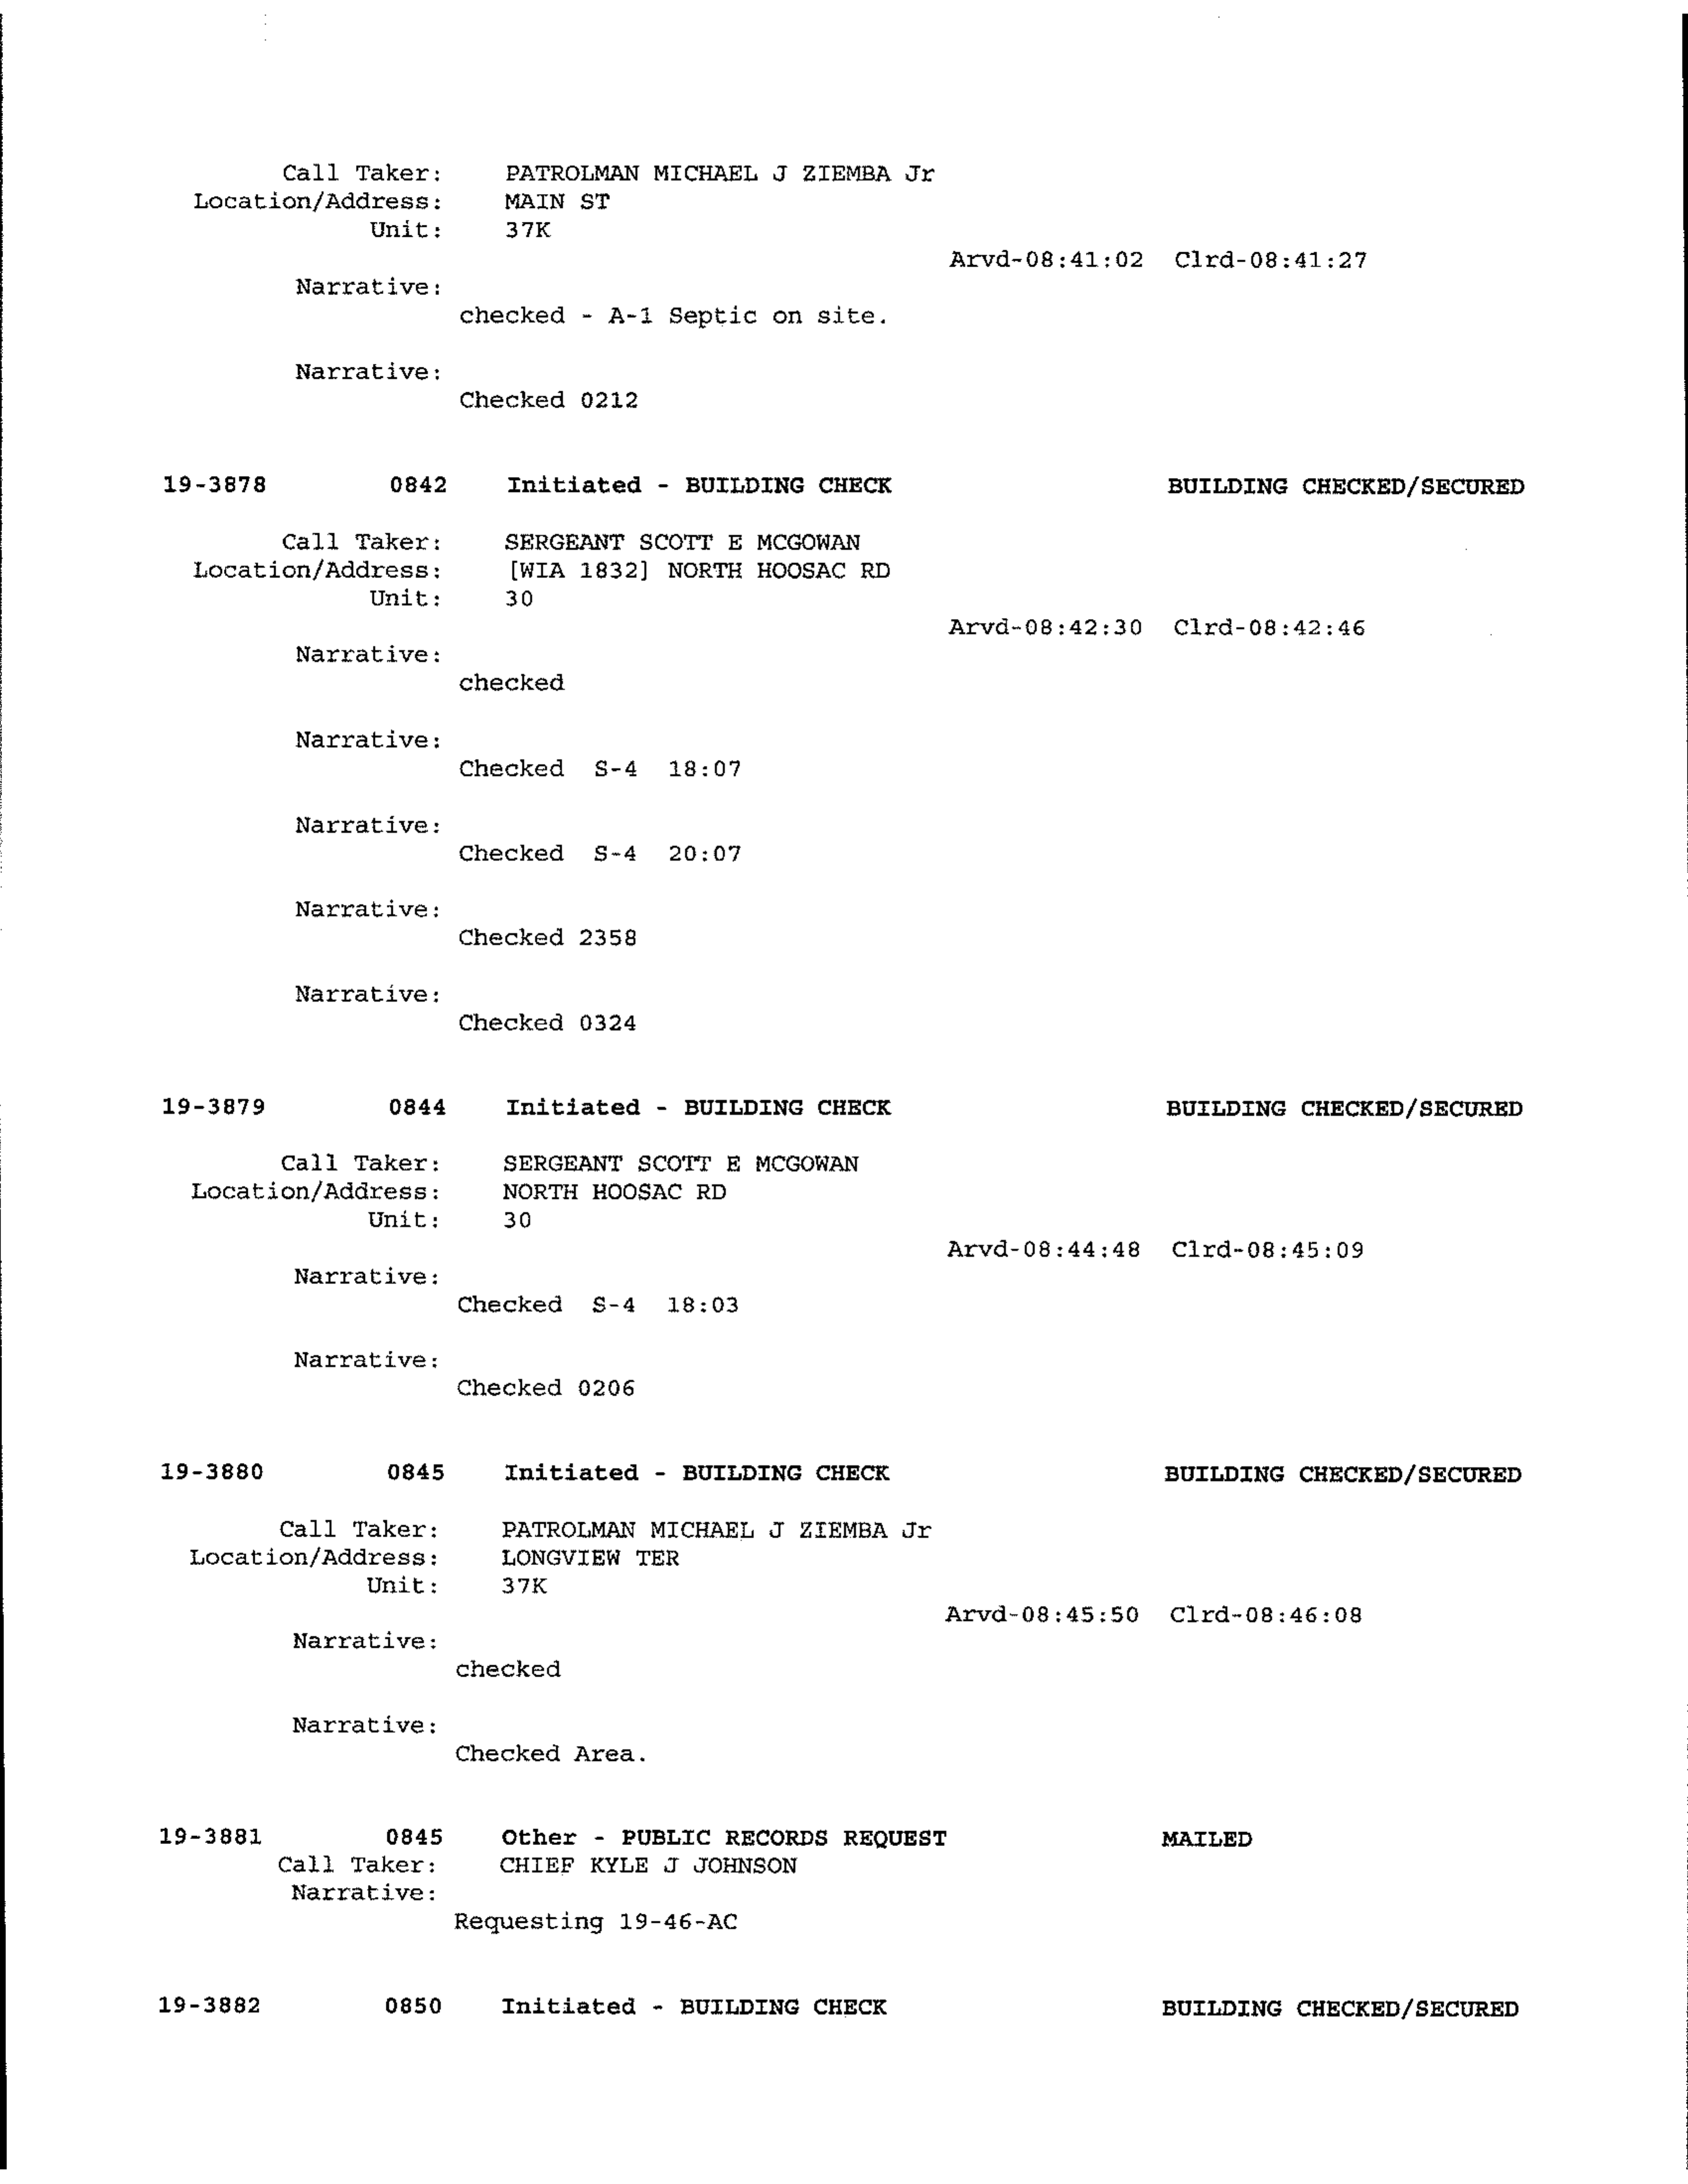 Call Taker: PATROLMAN MICHAEL J ZIEMBA Jr
Location/Address: MAIN ST
Unit: 37K
Arvd-08:41:02 Clrd-08:41:27
Narrative:
checked - A-1 Septic on site.
Narrative:
Checked 0212
19-3878 0842 Initiated - BUILDING CHECK BUILDING CHECKED/SECURED
Call Taker: SERGEANT SCOTT E MCGOWAN
Location/Address: [WIA 1832] NORTH HOOSAC RD
Unit: 30
Arvd-08:42:30 Clrd-08:42:46
Narrative:
checked
Narrative:
Checked S-4 18:07
Narrative:
Checked S-4 20:07
Narrative:
Checked 2358
Narrative:
Checked 0324
19-3879 0844 Initiated - BUILDING CHECK BUILDING CHECKED/SECURED
Call Taker: SERGEANT SCOTT E MCGOWAN
Location/Address: NORTH HOOSAC RD
Unit: 30
Arvd-08:44:48 Clrd-08:45:09
Narrative:
Checked S-4 18:03
Narrative:
Checked 0206
19-3880 0845 Initiated - BUILDING CHECK BUILDING CHECKED/SECURED
Call Taker: PATROLMAN MICHAEL J ZIEMBA Jr
Location/Address: LONGVIEW TER
Unit: 37K
Arvd-08:45:50 Clrd-08:46:08
Narrative:
checked
Narrative:
Checked Area.
19-3881 0845 Other - PUBLIC RECORDS REQUEST MAILED
Call Taker: CHIEF KYLE J JOHNSON
Narrative:
Requesting 19-46-AC
19-3882 0850 Initiated - BUILDING CHECK BUILDING CHECKED/SECURED